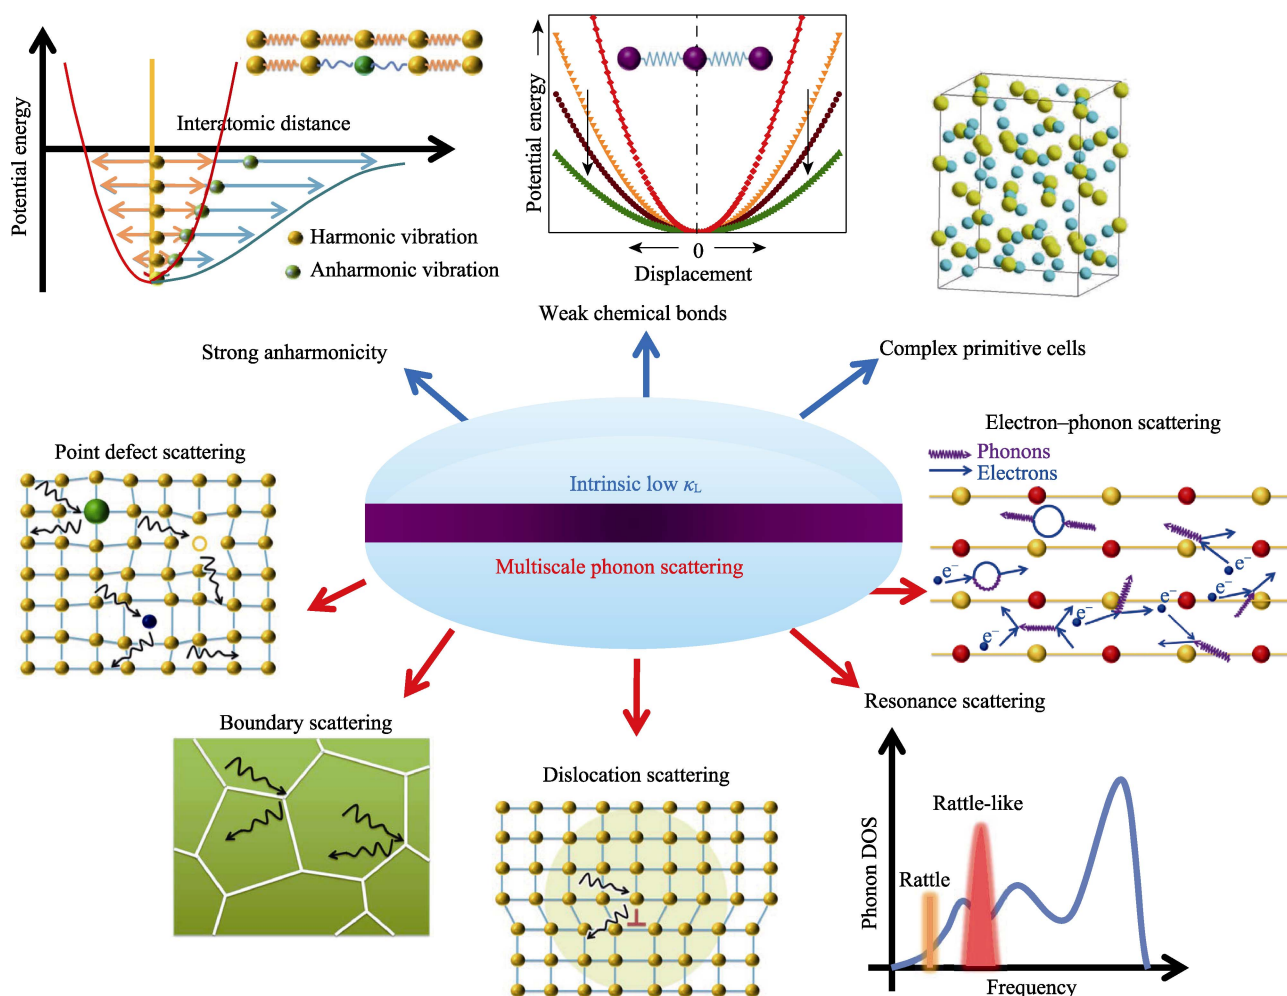 Potential energy
Interatomic distance
Harmonic vibration
Anharmonic vibration
Strong anharmonicity
Potential energy
0
Displacement
Weak chemical bonds
Complex primitive cells
Intrinsic low κL
Multiscale phonon scattering
Point defect scattering
Electron–phonon scattering
Phonons
Electrons
e−
e−
e−
e−
e−
Boundary scattering
Dislocation scattering
Resonance scattering
Phonon DOS
Rattle-like
Rattle
Frequency